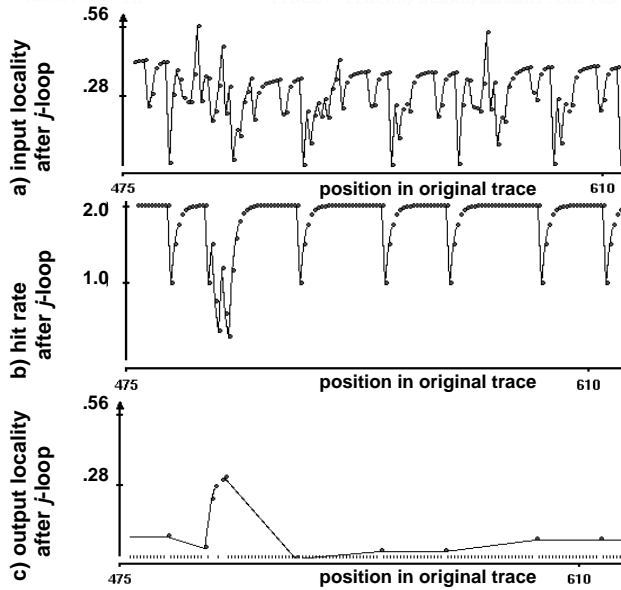 .56
.28
a) input locality
after j-loop
475
position in original trace
610
2.0
1.0
b) hit rate
after j-loop
475
position in original trace
610
.56
.28
c) output locality
after j-loop
475
position in original trace
610